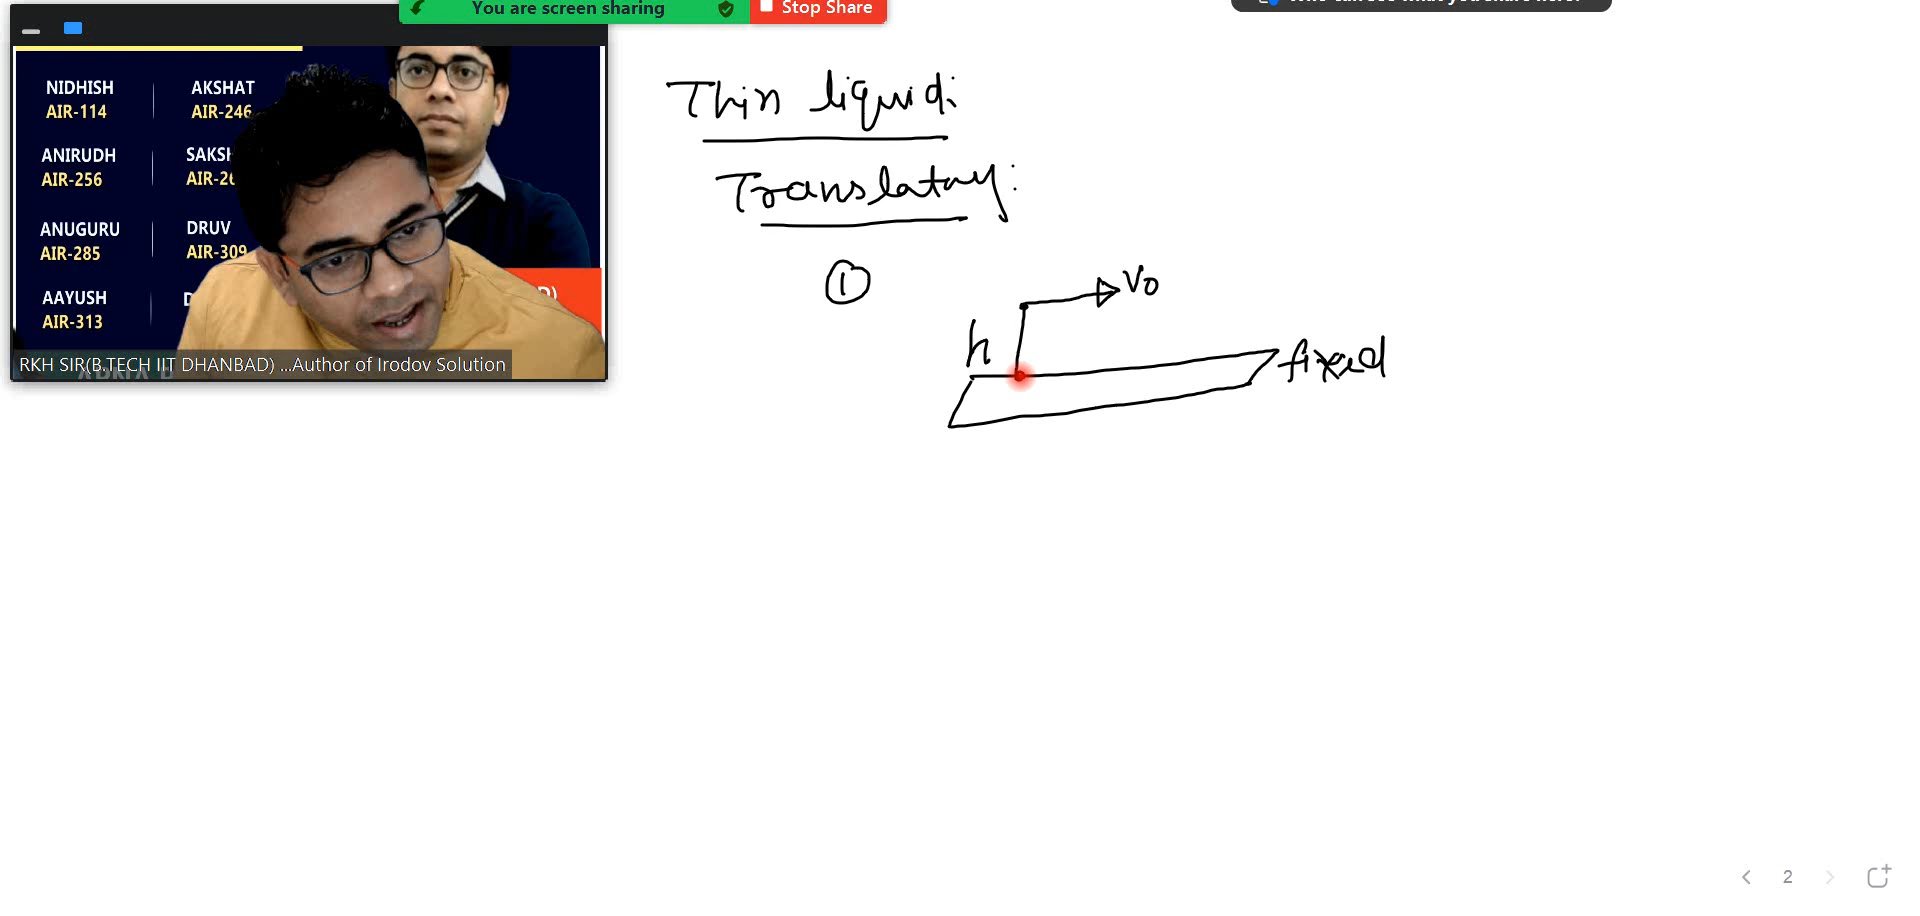 You are screen sharing
Stop Share
NIDHISH
AIR-114
AKSHAT
AIR-246
ANIRUDH
AIR-256
AIR-26
ANUGURU
AIR-285
DRUV
AIR-309
AAYUSH
AIR-313
RKH SIR(B.TECH IIT DHANBAD) ...Author of Irodov Solution
Thin liquid:
Translatory:
①
V0
h
fixed
2